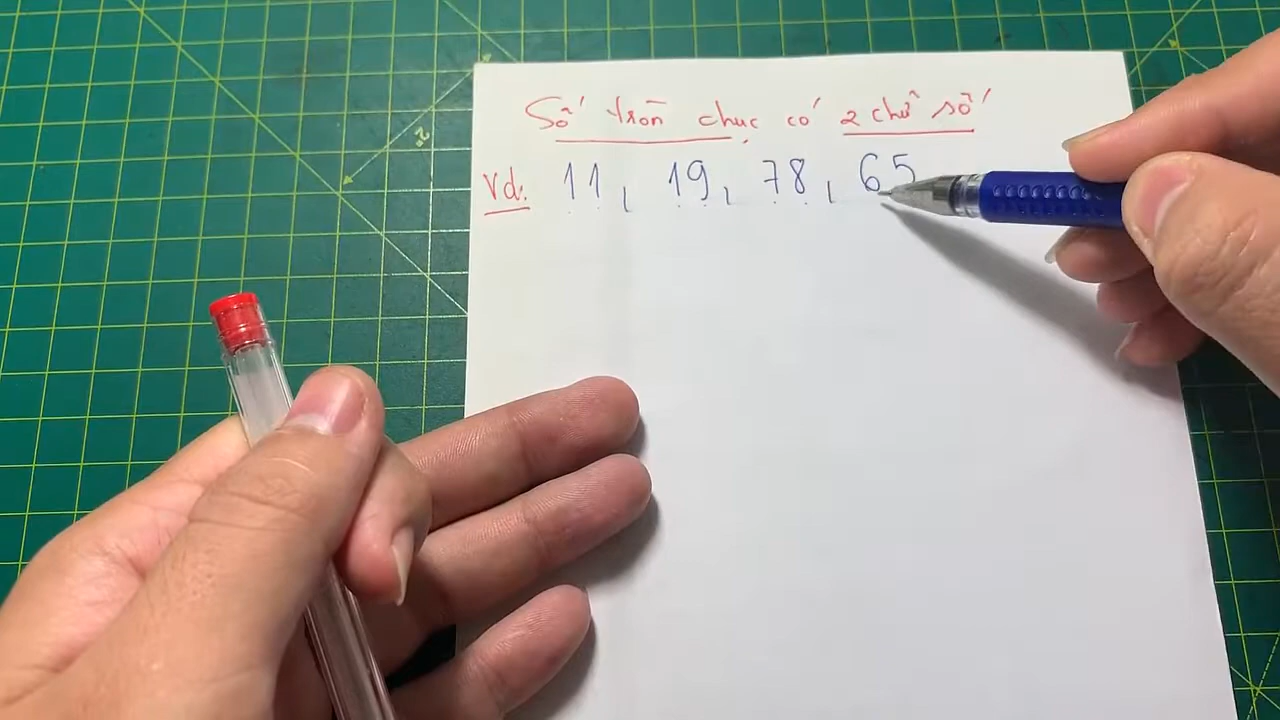 Số tròn chục có 2 chữ số
Vd: 11, 19, 78, 65